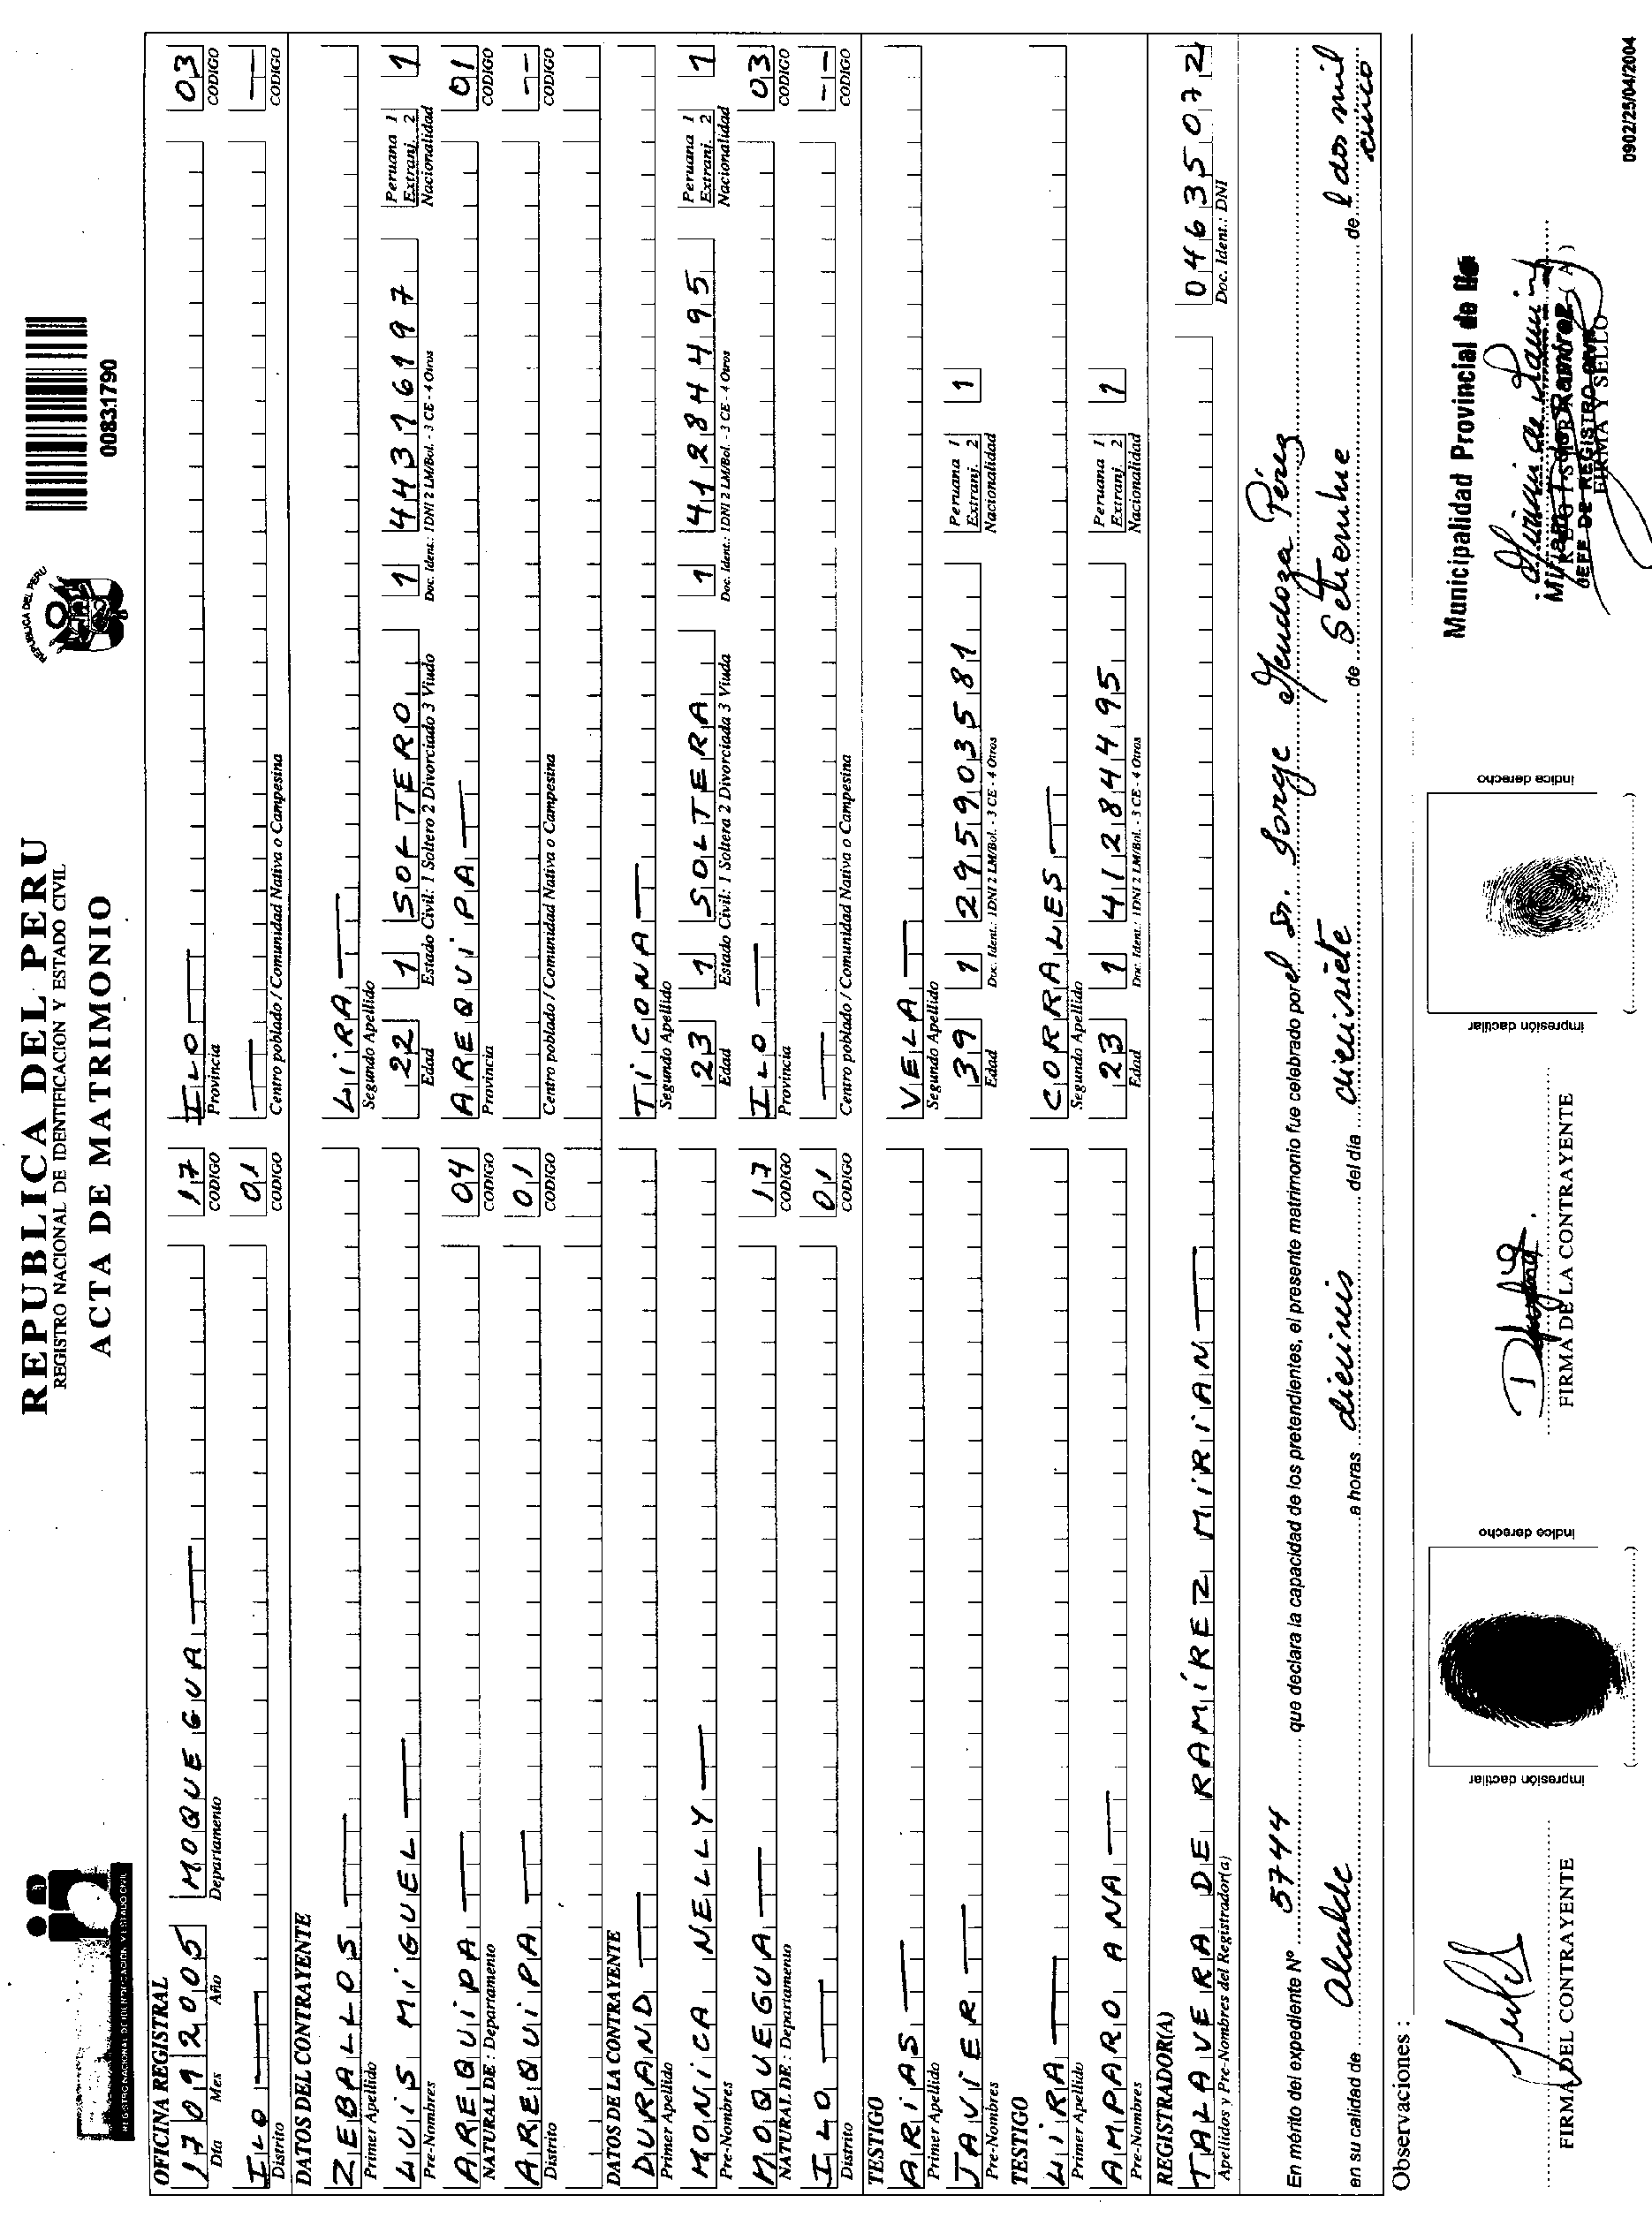 REPUBLICA DEL PERU
REGISTRO NACIONAL DE IDENTIFICACION Y ESTADO CIVIL
ACTA DE MATRIMONIO
REGISTRO NACIONAL DE IDENTIFICACION Y ESTADO CIVIL
REPUBLICA DEL PERU
00831790
OFICINA REGISTRAL
17 09 2005 MOQUEGUA 17 ILO 03
Día Mes Año Departamento CODIGO Provincia CODIGO
ILO 01 — —
Distrito CODIGO Centro poblado / Comunidad Nativa o Campesina CODIGO
DATOS DEL CONTRAYENTE
ZEBALLOS LIRA
Primer Apellido Segundo Apellido
LUIS MIGUEL 22 1 SOLTERO 1 44316197 Peruana 1 Extranj. 2 1
Pre-Nombres Edad Estado Civil: 1 Soltero 2 Divorciado 3 Viudo Doc. Ident.: 1DNI 2 LM/Bol. - 3 CE - 4 Otros Nacionalidad
AREQUIPA 04 AREQUIPA 01
NATURAL DE : Departamento CODIGO Provincia CODIGO
AREQUIPA 01 --
Distrito CODIGO Centro poblado / Comunidad Nativa o Campesina CODIGO
DATOS DE LA CONTRAYENTE
DURAND TICONA
Primer Apellido Segundo Apellido
MONICA NELLY 23 1 SOLTERA 1 41284495 Peruana 1 Extranj. 2 1
Pre-Nombres Edad Estado Civil: 1 Soltera 2 Divorciada 3 Viuda Doc. Ident.: 1DNI 2 LM/Bol. - 3 CE - 4 Otros Nacionalidad
MOQUEGUA 17 ILO 03
NATURAL DE : Departamento CODIGO Provincia CODIGO
ILO 01 — --
Distrito CODIGO Centro poblado / Comunidad Nativa o Campesina CODIGO
TESTIGO
ARIAS VELA
Primer Apellido Segundo Apellido
JAVIER 39 1 295903581 Peruana 1 Extranj. 2 1
Pre-Nombres Edad Doc. Ident.: 1DNI 2 LM/Bol. - 3 CE - 4 Otros Nacionalidad
TESTIGO
LIRA CORRALES
Primer Apellido Segundo Apellido
AMPARO ANA 23 1 41284495 Peruana 1 Extranj. 2 1
Pre-Nombres Edad Doc. Ident.: 1DNI 2 LM/Bol. - 3 CE - 4 Otros Nacionalidad
REGISTRADOR(A)
TALAVERA DE RAMÍREZ MIRIAN 04635072
Apellidos y Pre-Nombres del Registrador(a) Doc. Ident.: DNI
En mérito del expediente Nº 5744 que declara la capacidad de los pretendientes, el presente matrimonio fue celebrado por el Sr. Jorge Mendoza Pérez
en su calidad de Alcalde a horas dieciseis del día diecisiete de Setiembre de l dos mil cinco
Observaciones :
Municipalidad Provincial de Ilo
impresión dactilar índice derecho impresión dactilar índice derecho
JEFE DE REGISTRO CIVIL
FIRMA DEL CONTRAYENTE FIRMA DE LA CONTRAYENTE FIRMA Y SELLO
0902/25/04/2004